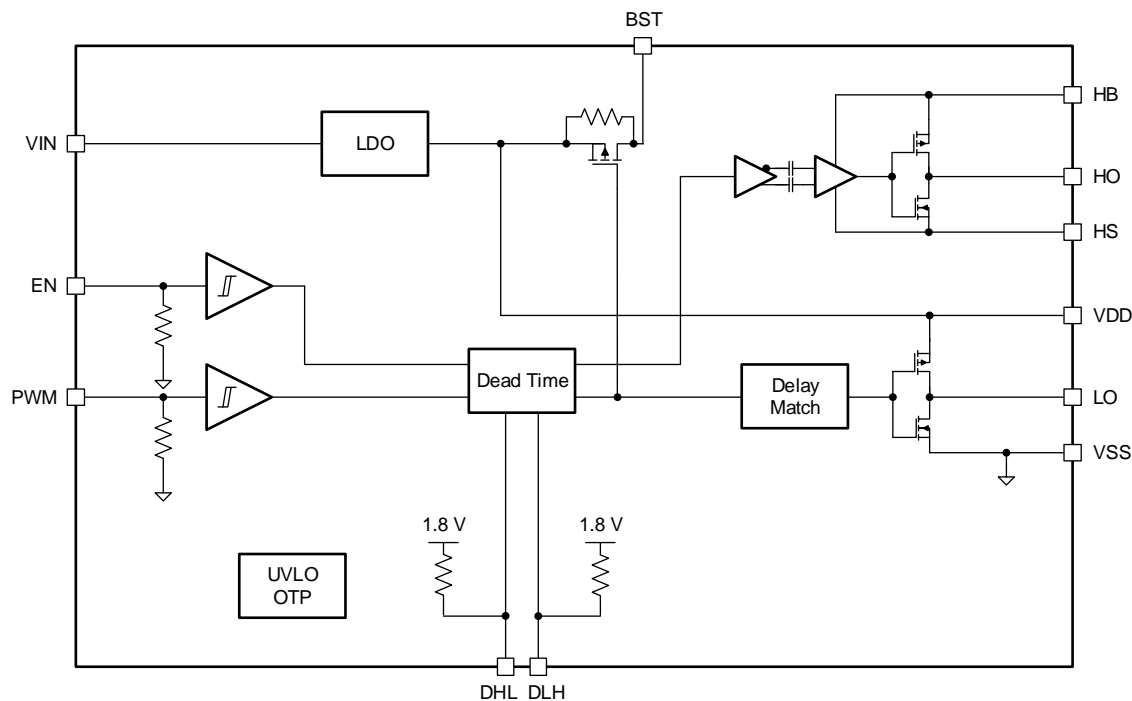 BST
HB
VIN
LDO
HO
HS
EN
VDD
Dead Time
PWM
Delay
Match
LO
VSS
1.8 V
1.8 V
UVLO
OTP
DHL
DLH